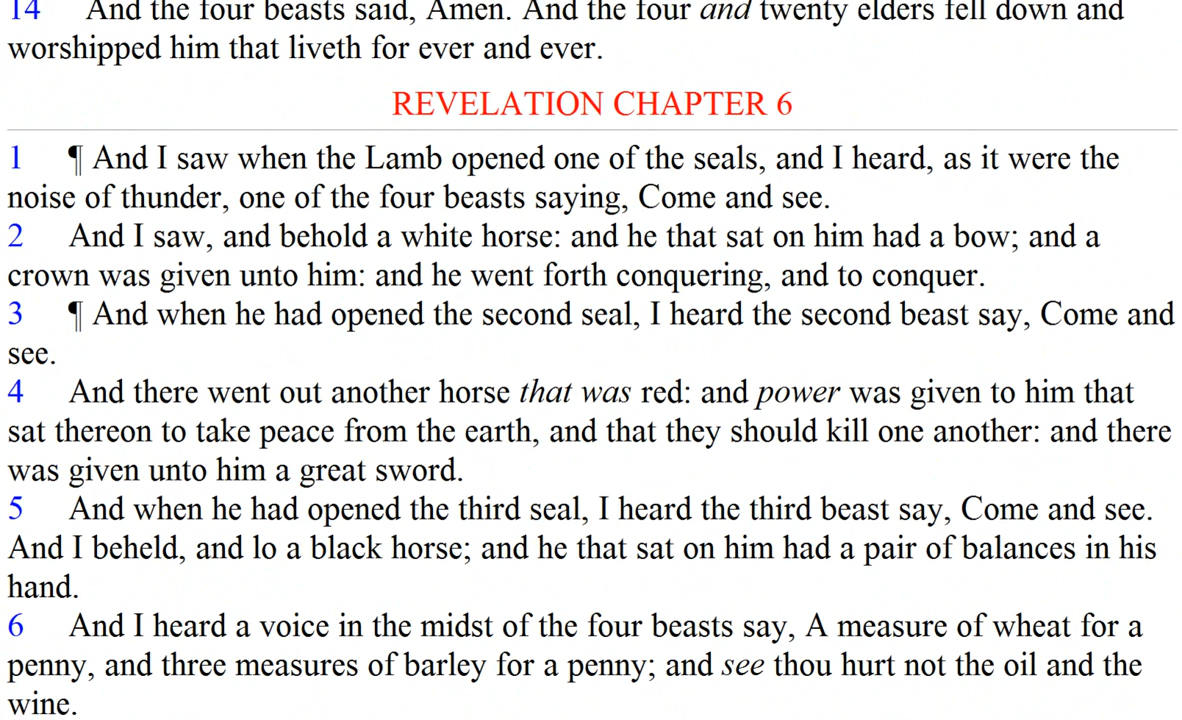 14 And the four beasts said, Amen. And the four and twenty elders fell down and
worshipped him that liveth for ever and ever.
REVELATION CHAPTER 6
1 ¶ And I saw when the Lamb opened one of the seals, and I heard, as it were the
noise of thunder, one of the four beasts saying, Come and see.
2 And I saw, and behold a white horse: and he that sat on him had a bow; and a
crown was given unto him: and he went forth conquering, and to conquer.
3 ¶ And when he had opened the second seal, I heard the second beast say, Come and
see.
4 And there went out another horse that was red: and power was given to him that
sat thereon to take peace from the earth, and that they should kill one another: and there
was given unto him a great sword.
5 And when he had opened the third seal, I heard the third beast say, Come and see.
And I beheld, and lo a black horse; and he that sat on him had a pair of balances in his
hand.
6 And I heard a voice in the midst of the four beasts say, A measure of wheat for a
penny, and three measures of barley for a penny; and see thou hurt not the oil and the
wine.